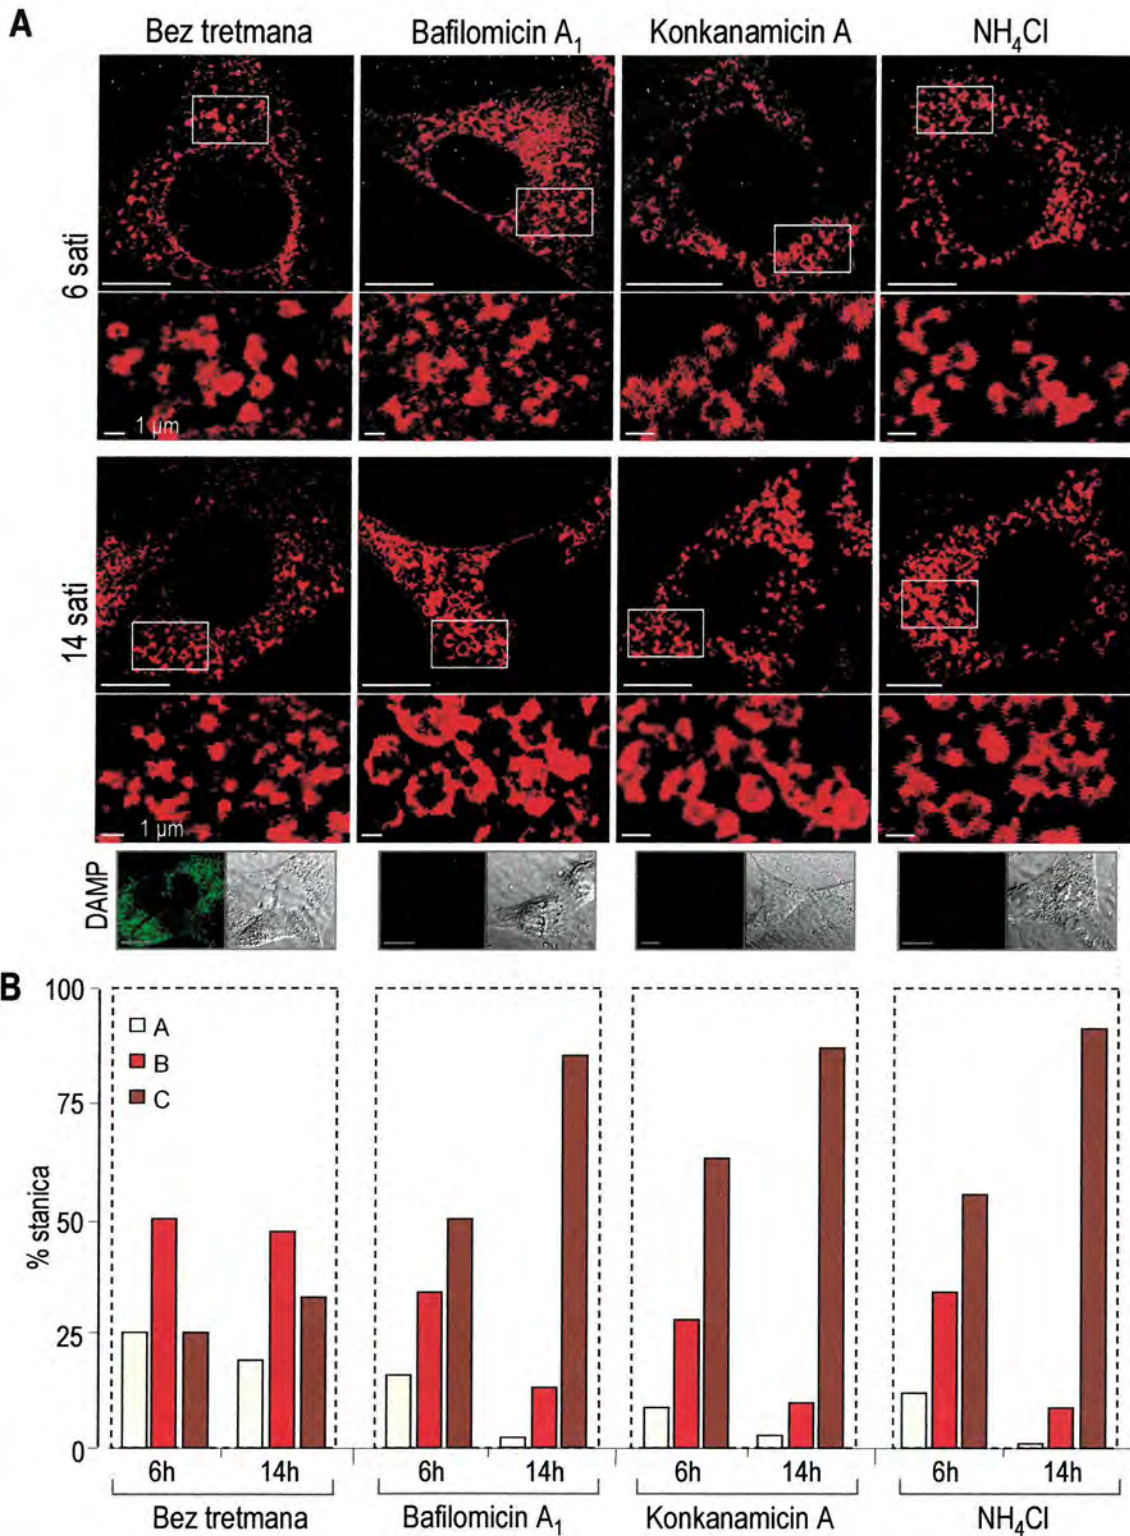 A
Bez tretmana
Bafilomicin A₁
Konkanamicin A
NH₄Cl
6 sati
1 µm
14 sati
1 µm
DAMP
B
% stanica
100
75
50
25
0
A
B
C
6h 14h 6h 14h 6h 14h 6h 14h
Bez tretmana Bafilomicin A₁ Konkanamicin A NH₄Cl